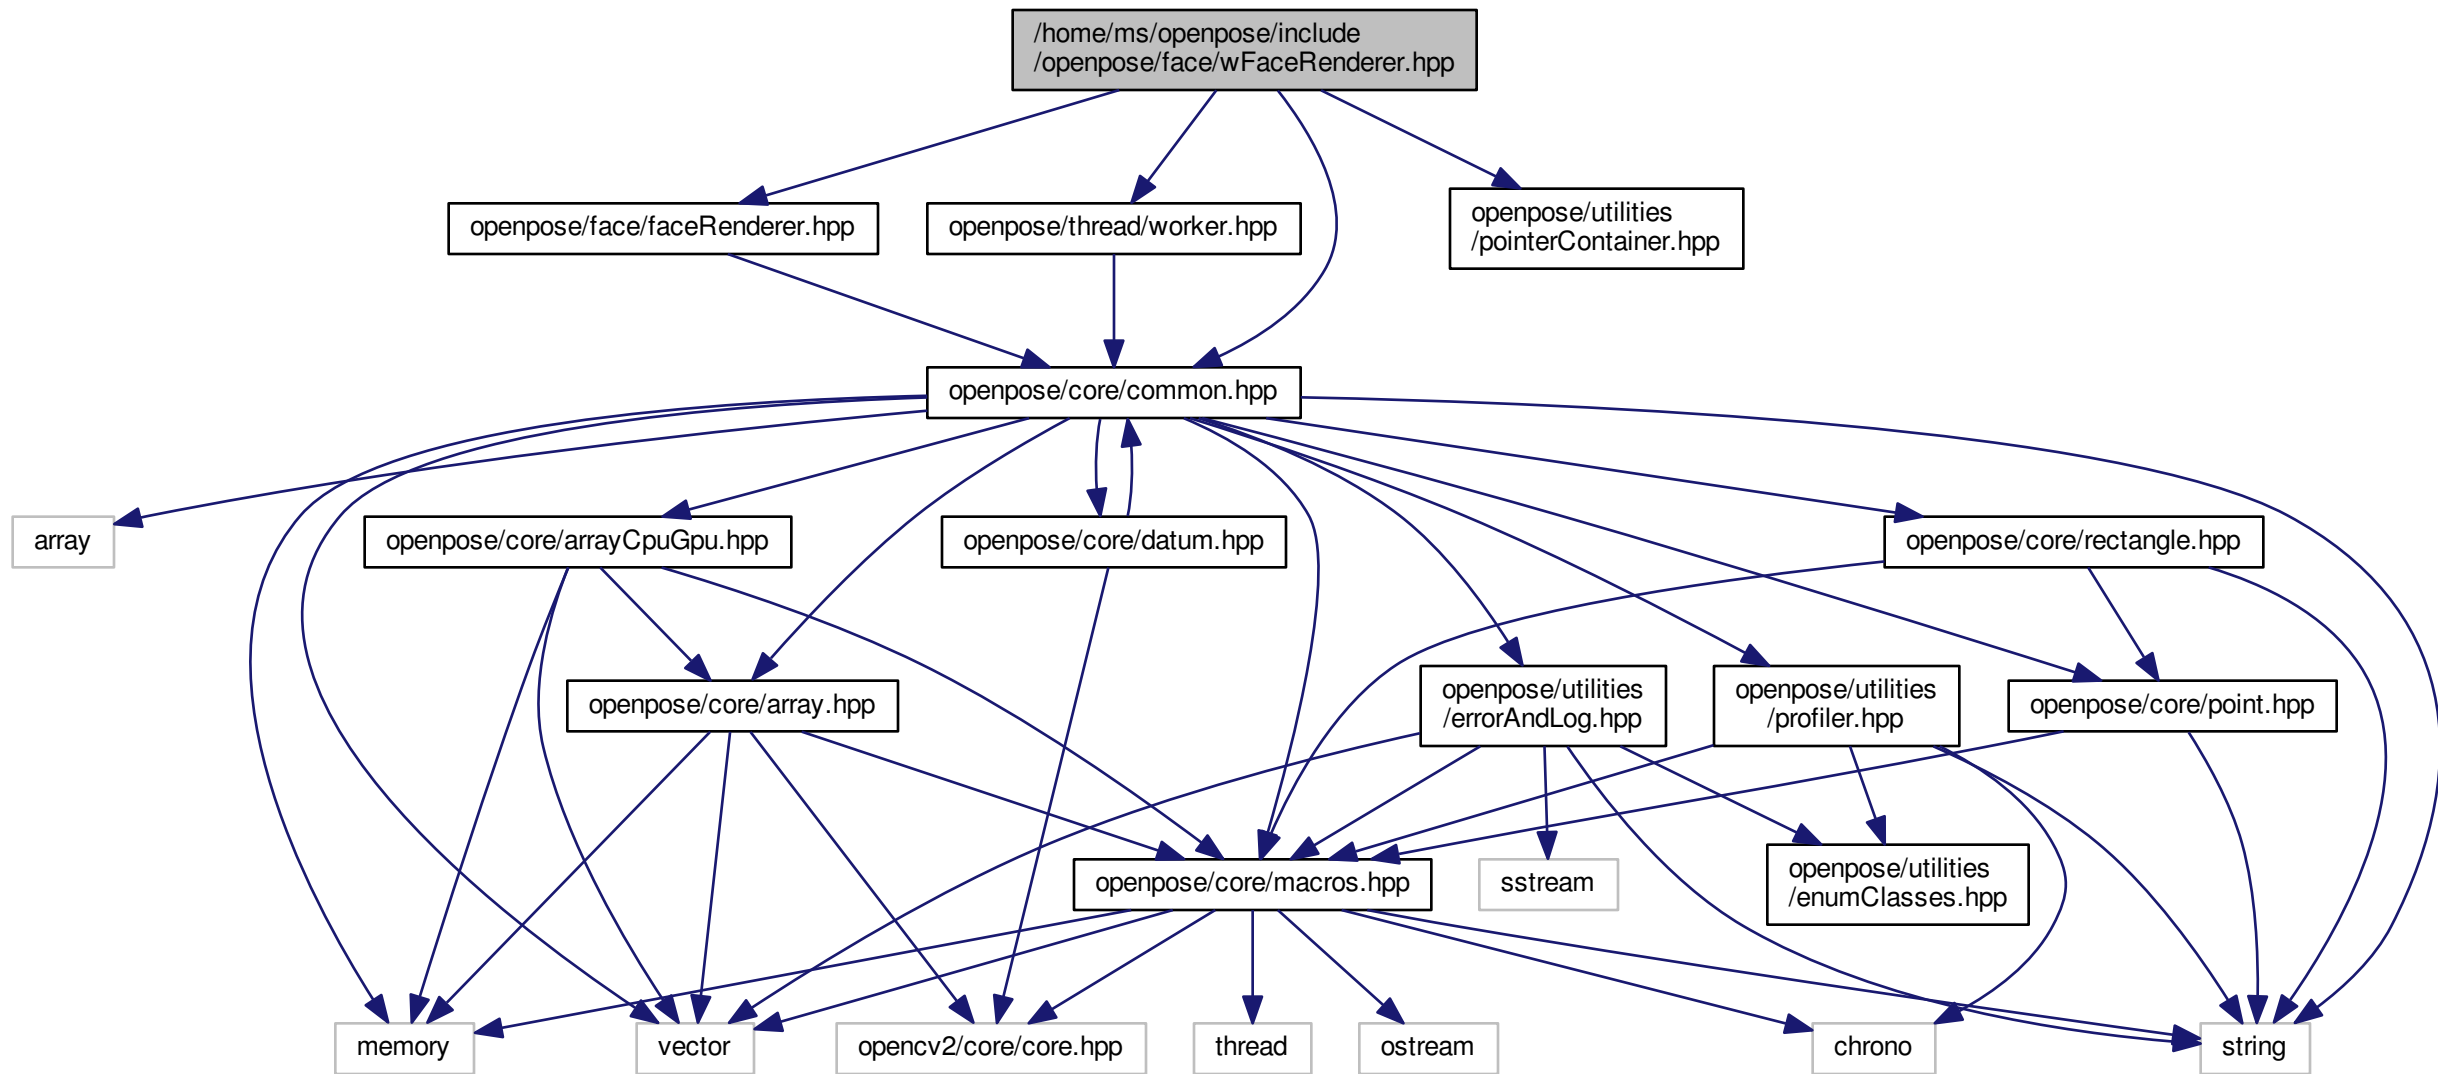 /home/ms/openpose/include
/openpose/face/wFaceRenderer.hpp
openpose/face/faceRenderer.hpp
openpose/thread/worker.hpp
openpose/utilities
/pointerContainer.hpp
openpose/core/common.hpp
array
openpose/core/arrayCpuGpu.hpp
openpose/core/datum.hpp
openpose/core/rectangle.hpp
openpose/core/array.hpp
openpose/utilities
/errorAndLog.hpp
openpose/utilities
/profiler.hpp
openpose/core/point.hpp
openpose/core/macros.hpp
sstream
openpose/utilities
/enumClasses.hpp
memory
vector
opencv2/core/core.hpp
thread
ostream
chrono
string